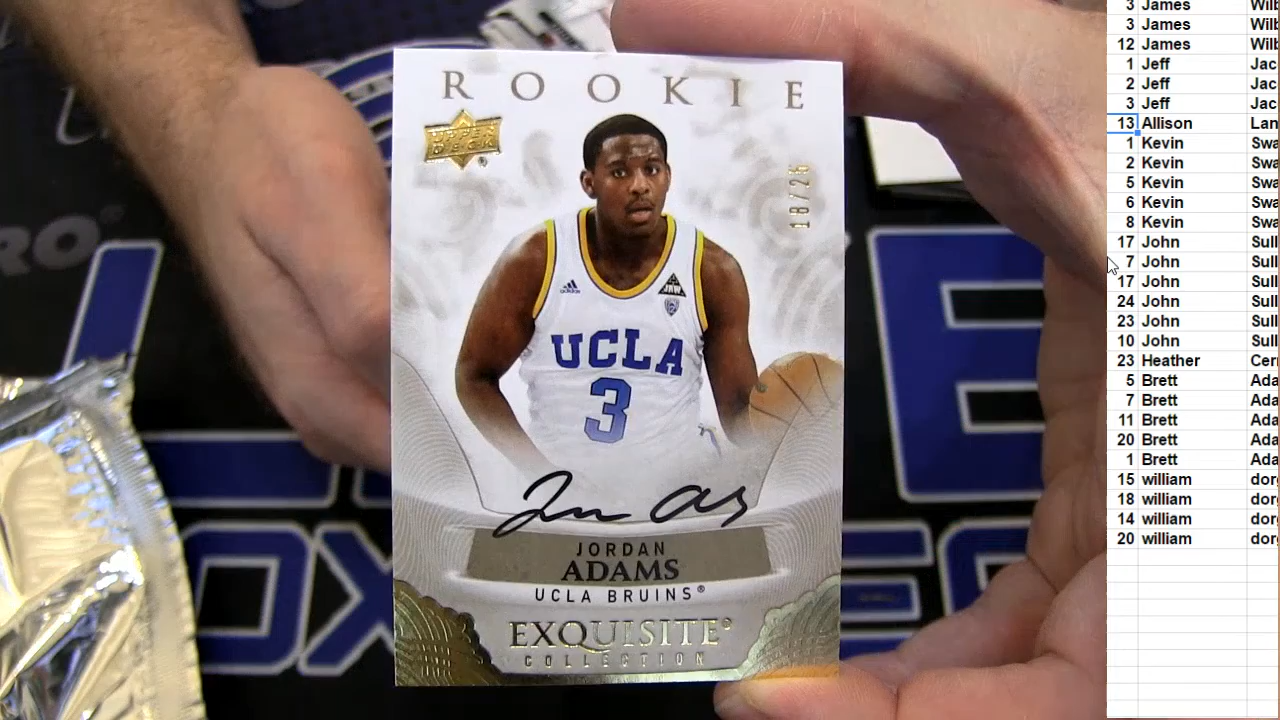 ROOKIE
UPPER DECK®
18/25
adidas
JRW
UCLA
3
JORDAN
ADAMS
UCLA BRUINS®
EXQUISITE®
COLLECTION
3 James Wilb
3 James Wilb
12 James Wilb
1 Jeff Jac
2 Jeff Jac
3 Jeff Jac
13 Allison Lan
1 Kevin Swa
2 Kevin Swa
5 Kevin Swa
6 Kevin Swa
8 Kevin Swa
17 John Sull
7 John Sull
17 John Sull
24 John Sull
23 John Sull
10 John Sull
23 Heather Cer
5 Brett Ada
7 Brett Ada
11 Brett Ada
20 Brett Ada
1 Brett Ada
15 william dor
18 william dor
14 william dor
20 william dor